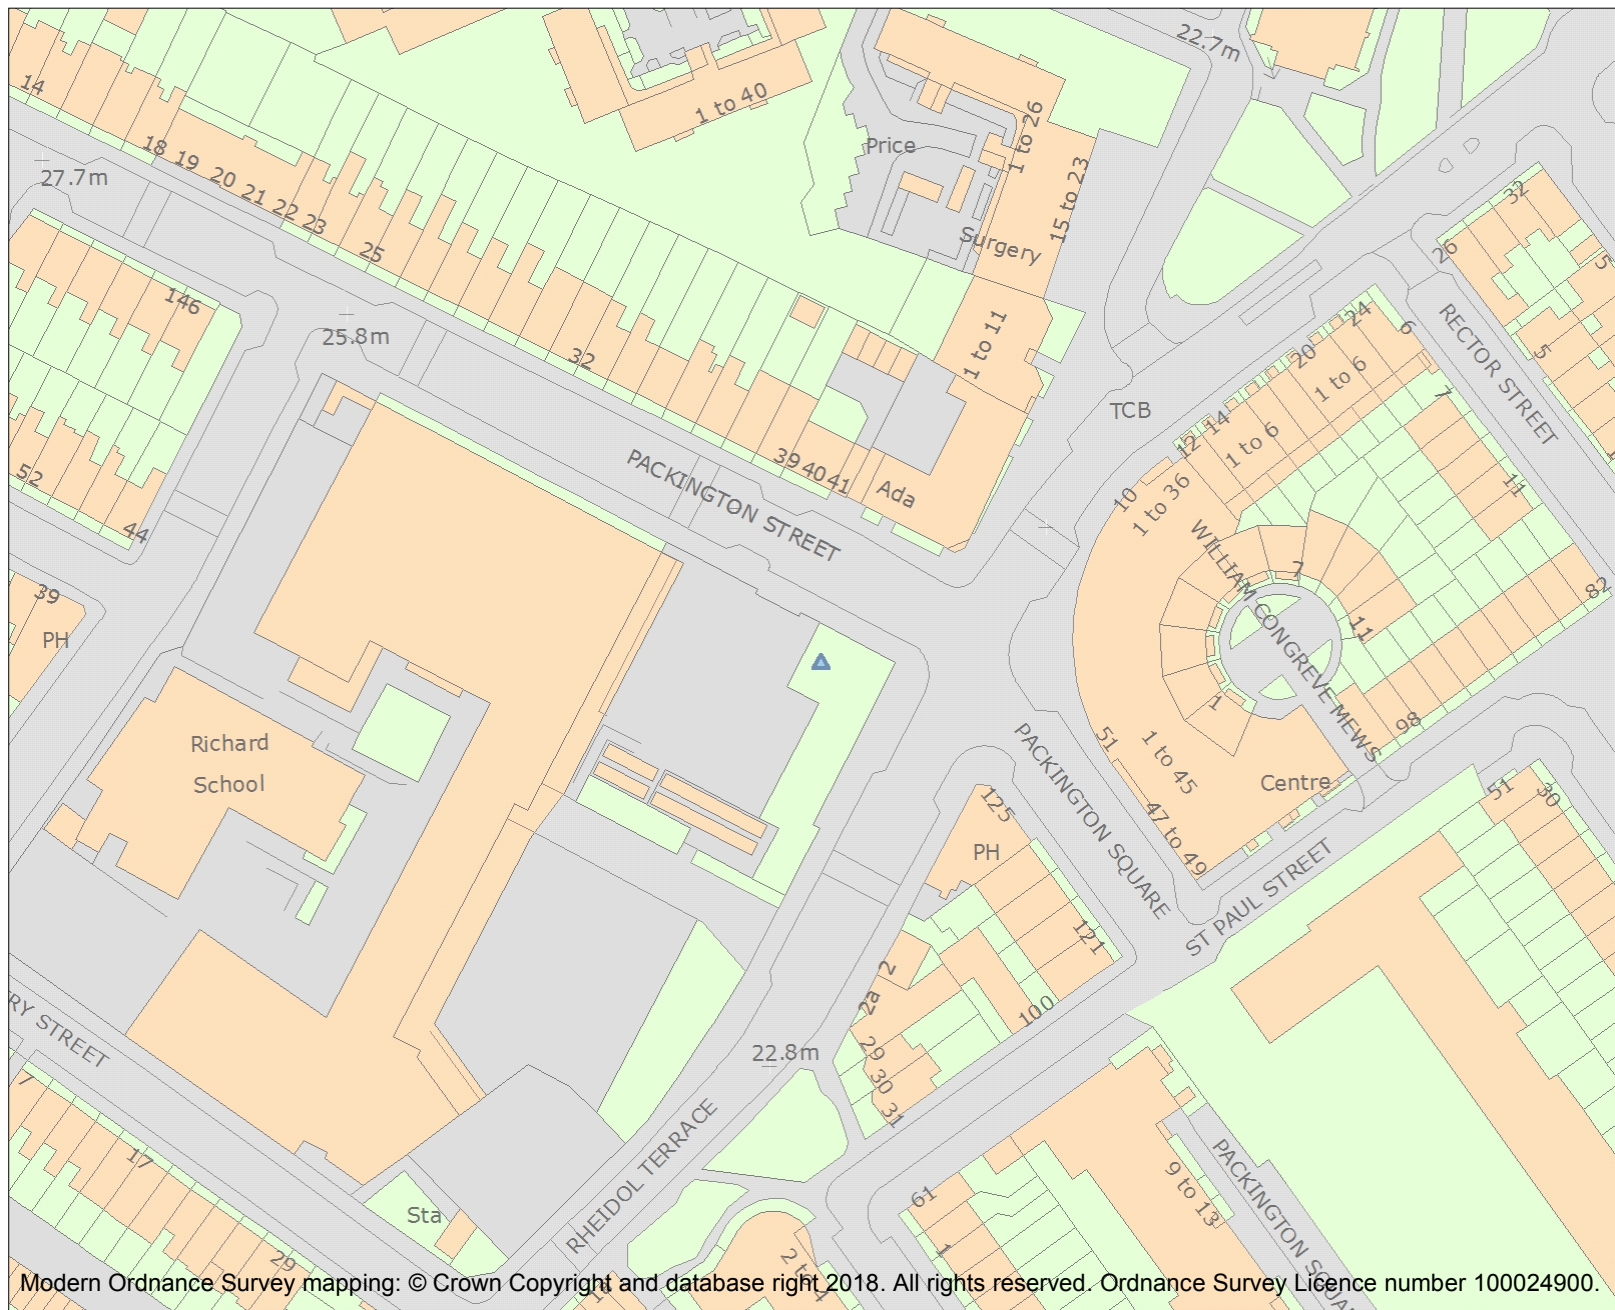 22.7m
14
1 to 40
1 to 26
Price
15 to 23
18 19 20 21 22 23
27.7m
25
Surgery
32
26
5
146
25.8m
32
1 to 11
24
6
RECTOR STREET
20
1 to 6
5
TCB
7
14
12
1 to 6
52
PACKINGTON STREET
39 40 41
Ada
10
1 to 36
11
44
WILLIAM CONGREVE MEWS
7
39
PH
82
11
1
98
Richard
School
51
1 to 45
Centre
PACKINGTON SQUARE
47 to 49
125
PH
51
30
ST PAUL STREET
121
2
2a
100
RY STREET
29
30
31
22.8m
7
17
RHEIDOL TERRACE
9 to 13
PACKINGTON SQUA
61
1
Sta
29
2 to
Modern Ordnance Survey mapping: © Crown Copyright and database right 2018. All rights reserved. Ordnance Survey Licence number 100024900.